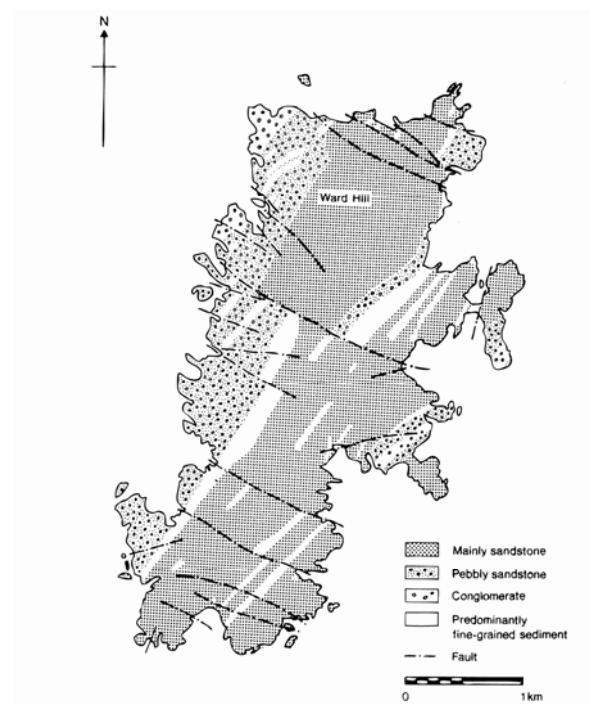 N
Ward Hill
Mainly sandstone
Pebbly sandstone
Conglomerate
Predominantly
fine-grained sediment
Fault
0 1km